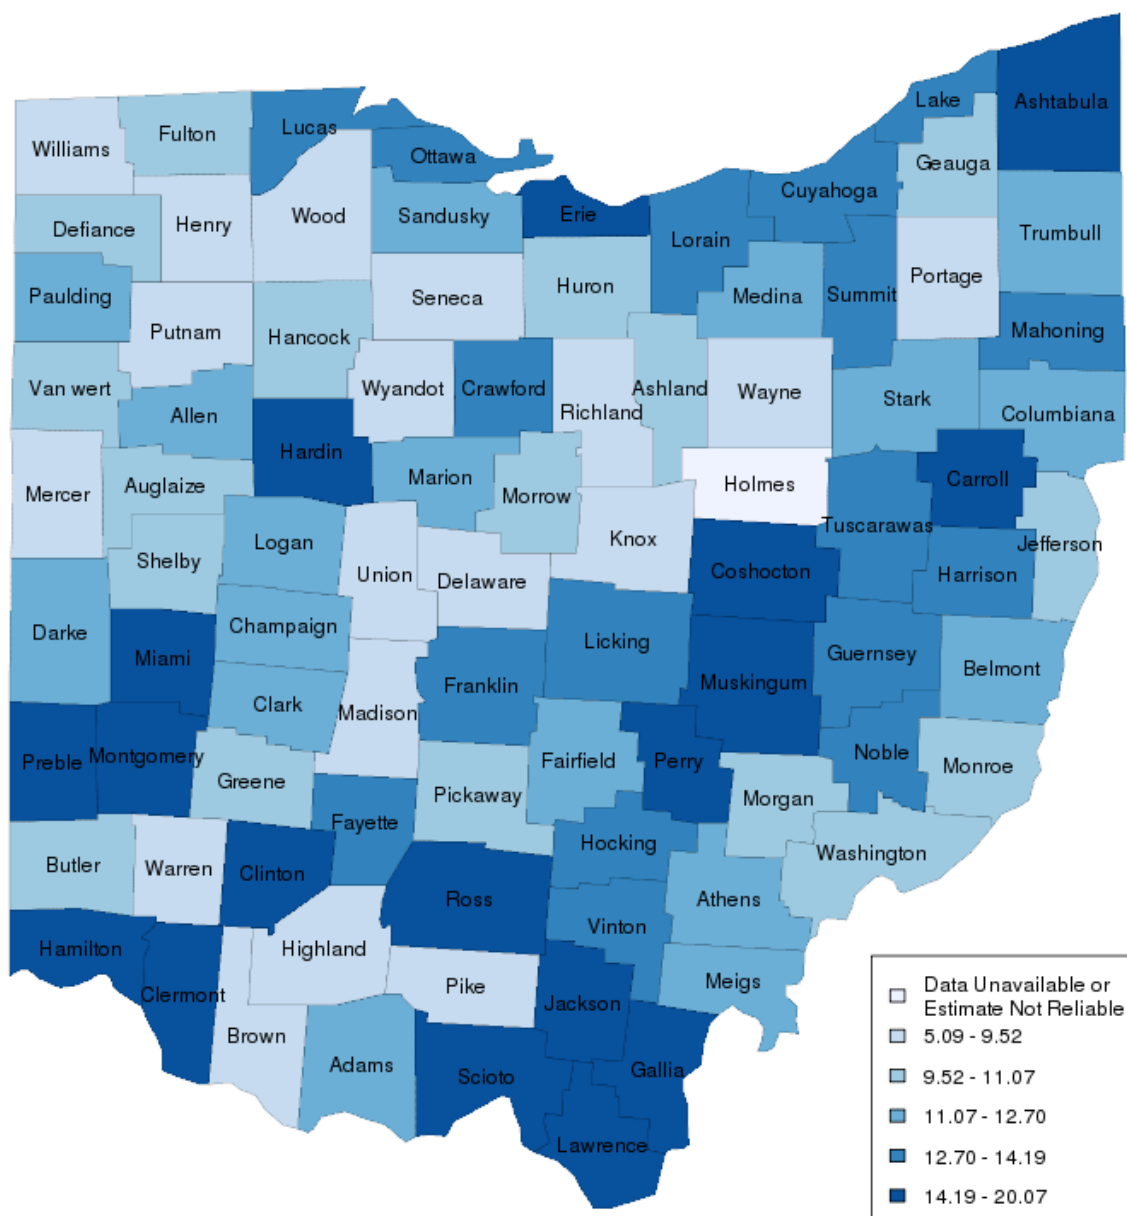 Lake
Ashtabula
Lucas
Fulton
Williams
Ottawa
Geauga
Cuyahoga
Erie
Wood
Sandusky
Henry
Defiance
Lorain
Trumbull
Portage
Huron
Seneca
Paulding
Medina
Summit
Mahoning
Putnam
Hancock
Wyandot
Crawford
Ashland
Van wert
Wayne
Stark
Richland
Allen
Columbiana
Hardin
Marion
Carroll
Holmes
Auglaize
Mercer
Morrow
Tuscarawas
Knox
Logan
Jefferson
Shelby
Coshocton
Union
Harrison
Delaware
Champaign
Darke
Licking
Guernsey
Miami
Belmont
Franklin
Muskingum
Clark
Madison
Noble
Montgomery
Preble
Fairfield
Perry
Monroe
Greene
Pickaway
Morgan
Fayette
Hocking
Washington
Butler
Warren
Clinton
Ross
Athens
Vinton
Hamilton
Highland
Meigs
Pike
Clermont
Jackson
Brown
Adams
Gallia
Scioto
Lawrence
Data Unavailable or
Estimate Not Reliable
5.09 - 9.52
9.52 - 11.07
11.07 - 12.70
12.70 - 14.19
14.19 - 20.07